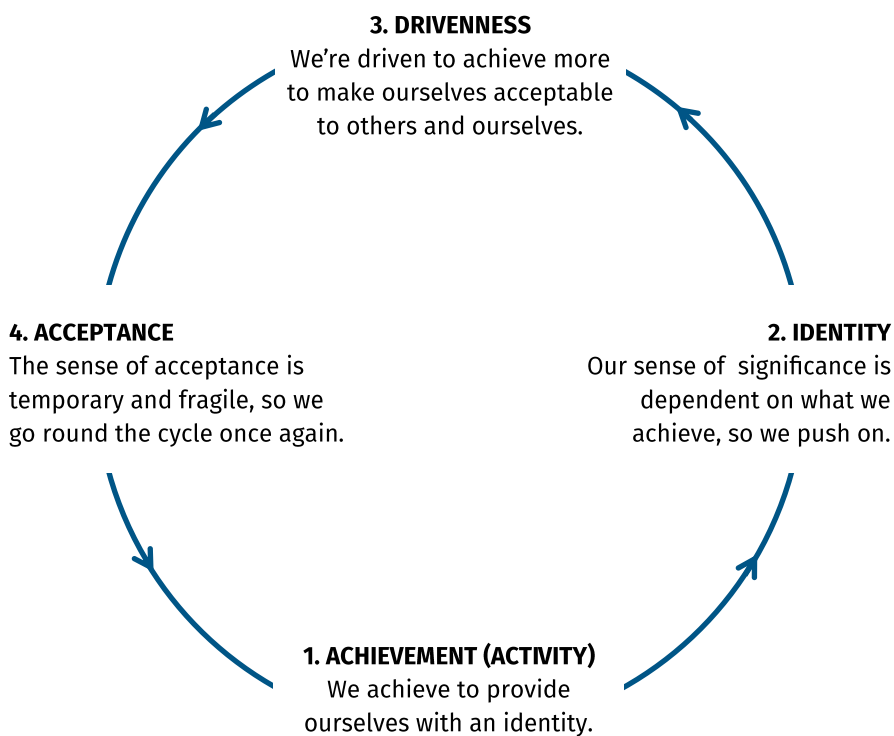 3. DRIVENNESS
We’re driven to achieve more
to make ourselves acceptable
to others and ourselves.
4. ACCEPTANCE
The sense of acceptance is
temporary and fragile, so we
go round the cycle once again.
2. IDENTITY
Our sense of significance is
dependent on what we
achieve, so we push on.
1. ACHIEVEMENT (ACTIVITY)
We achieve to provide
ourselves with an identity.